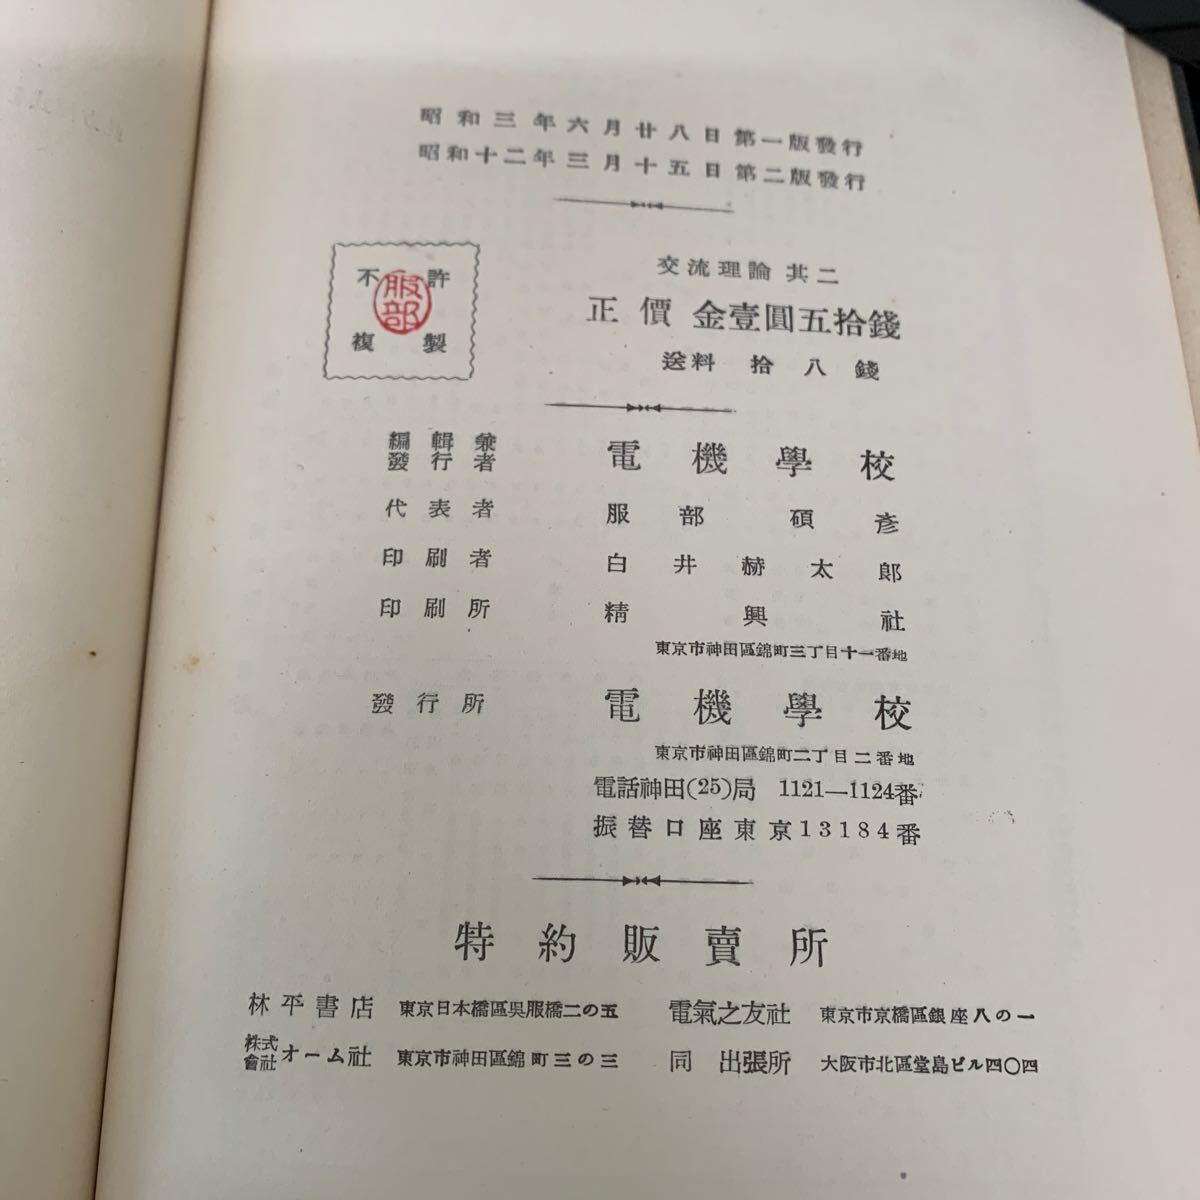 昭和三年六月廿八日第一版發行
昭和十二年三月十五日第二版發行
不許
複製
服部
交流理論 其二
正價 金壹圓五拾錢
送料 拾八錢
編輯兼發行者 電機學校
代表者 服部碩彦
印刷者 白井赫太郎
印刷所 精興社
東京市神田區錦町三丁目十一番地
發行所 電機學校
東京市神田區錦町二丁目二番地
電話神田(25)局 1121—1124番
振替口座東京13184番
特約販賣所
林平書店 東京日本橋區呉服橋二の五 電氣之友社 東京市京橋區銀座八の一
株式會社オーム社 東京市神田區錦町三の三 同 出張所 大阪市北區堂島ビル四〇四